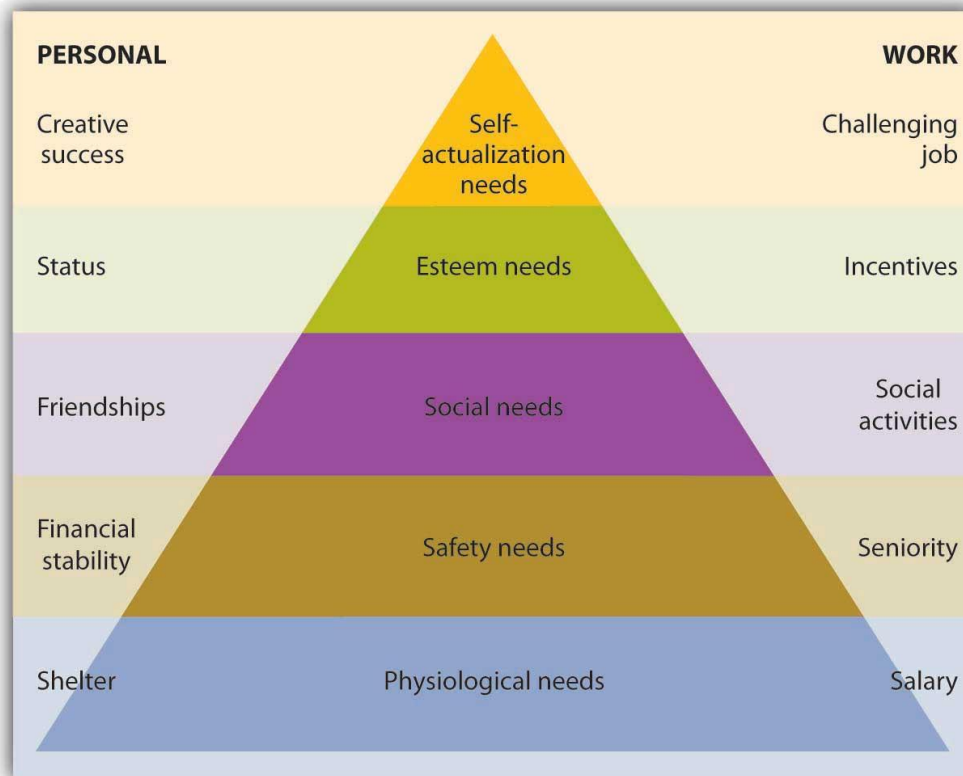 PERSONAL
WORK
Creative
success
Self-
actualization
needs
Challenging
job
Status
Esteem needs
Incentives
Friendships
Social needs
Social
activities
Financial
stability
Safety needs
Seniority
Shelter
Physiological needs
Salary